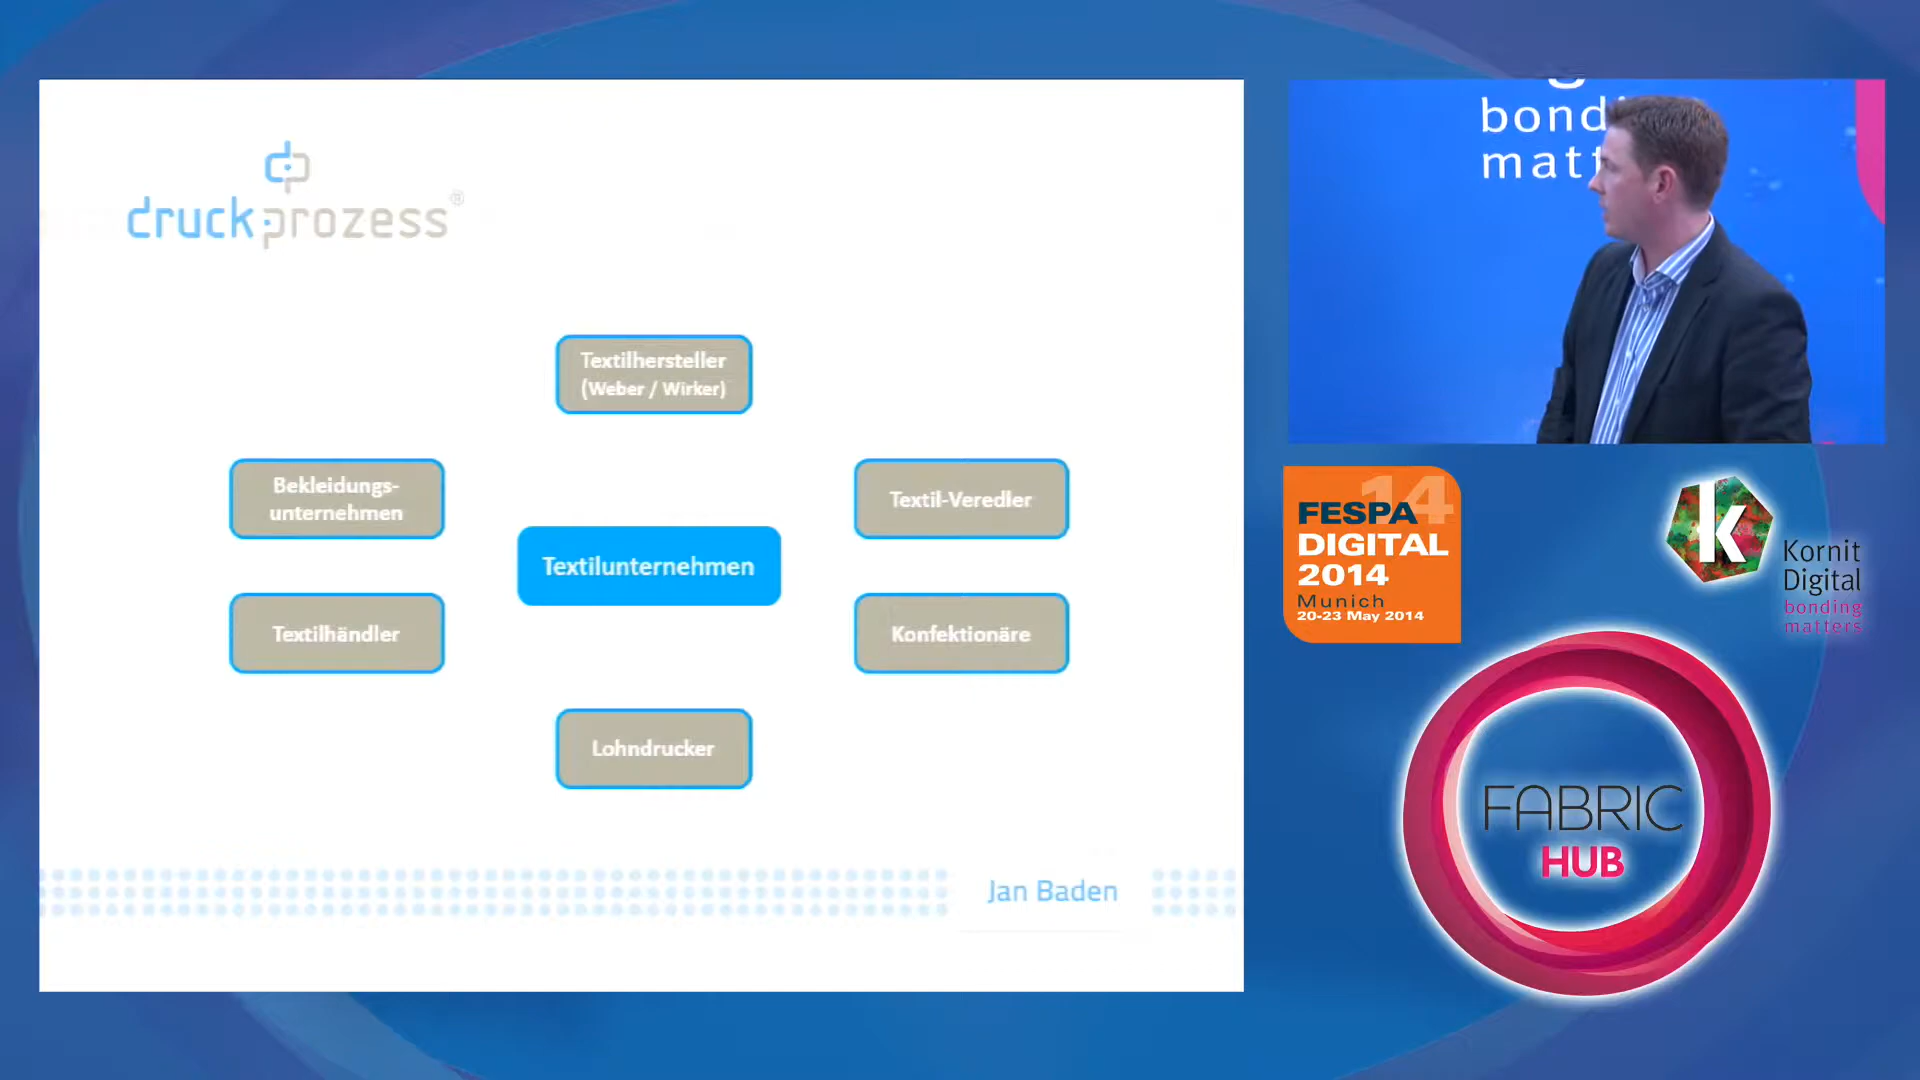 druckprozess®
Textilhersteller
(Weber / Wirker)
Bekleidungs-
unternehmen
Textil-Veredler
Textilunternehmen
Textilhändler
Konfektionäre
Lohndrucker
Jan Baden
bond
matt
14
FESPA
DIGITAL
2014
Munich
20-23 May 2014
K
Kornit
Digital
bonding
matters
FABRIC
HUB